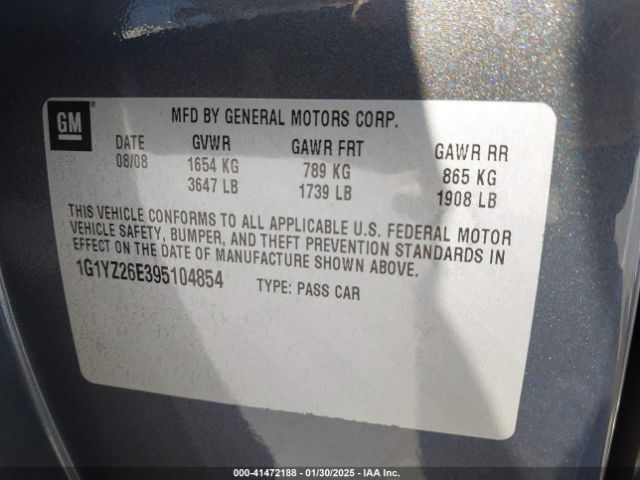 GM
MFD BY GENERAL MOTORS CORP.
DATE GVWR GAWR FRT GAWR RR
08/08 1654 KG 789 KG 865 KG
3647 LB 1739 LB 1908 LB
THIS VEHICLE CONFORMS TO ALL APPLICABLE U.S. FEDERAL MOTOR
VEHICLE SAFETY, BUMPER, AND THEFT PREVENTION STANDARDS IN
EFFECT ON THE DATE OF MANUFACTURE SHOWN ABOVE.
1G1YZ26E395104854 TYPE: PASS CAR
000-41472188 - 01/30/2025 - IAA Inc.